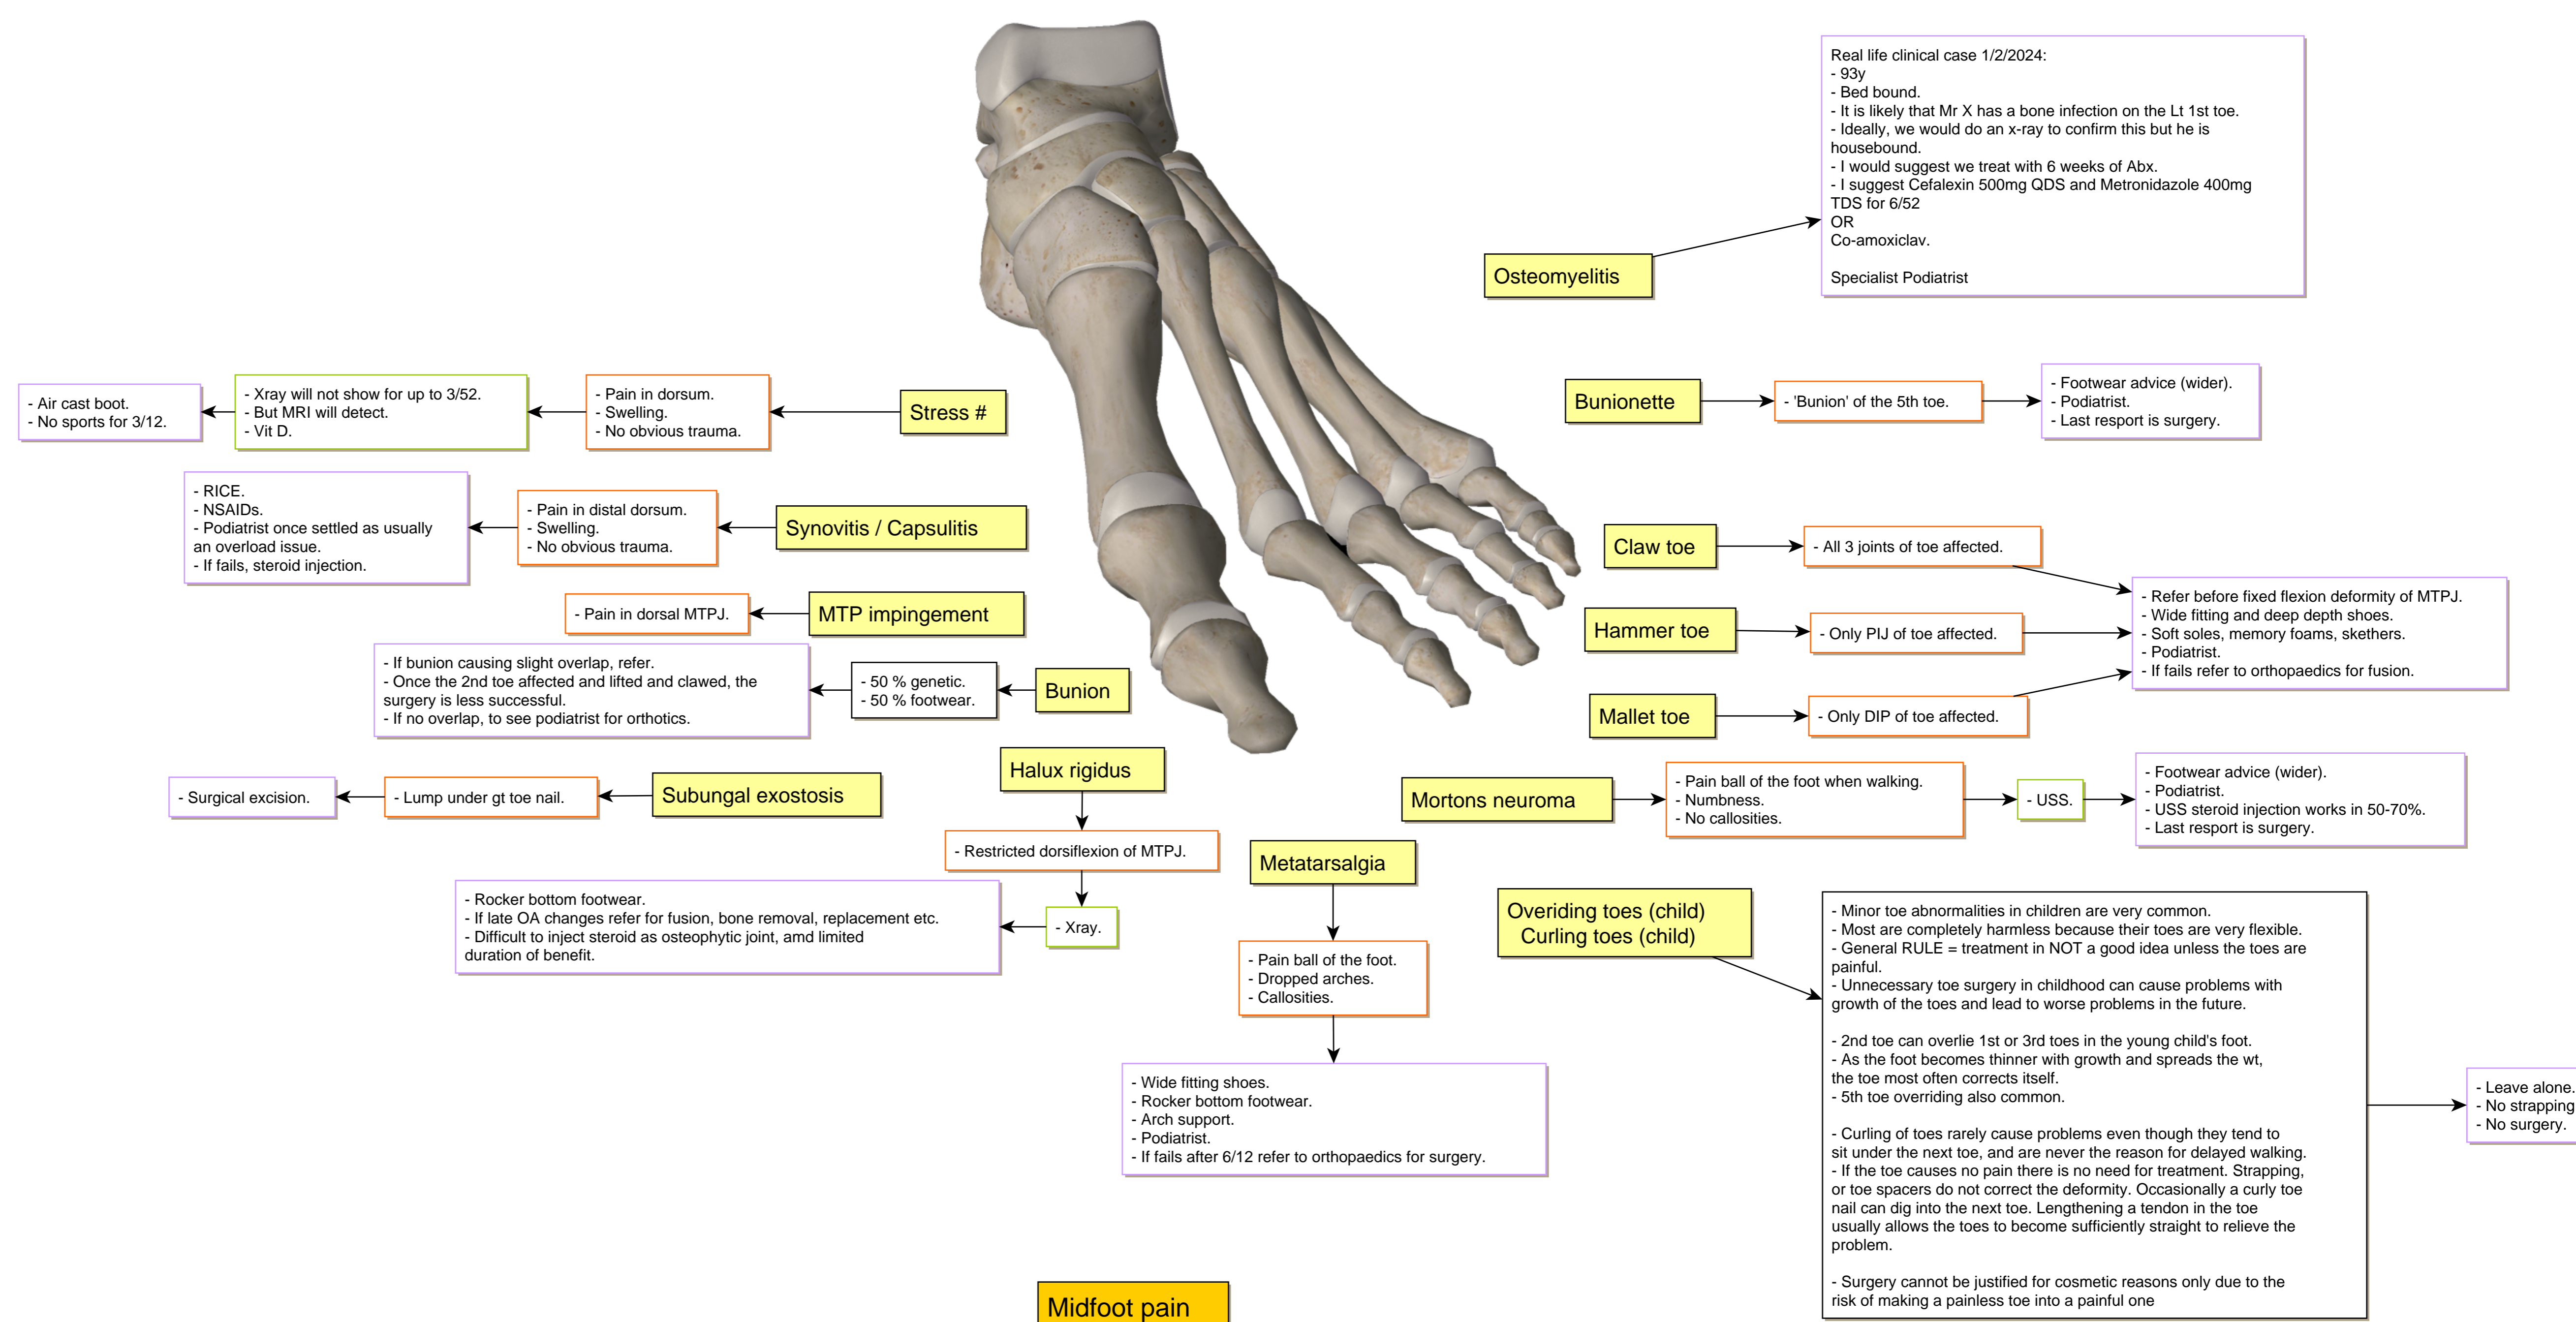 Real life clinical case 1/2/2024:
- 93y
- Bed bound.
- It is likely that Mr X has a bone infection on the Lt 1st toe.
- Ideally, we would do an x-ray to confirm this but he is
housebound.
- I would suggest we treat with 6 weeks of Abx.
- I suggest Cefalexin 500mg QDS and Metronidazole 400mg
TDS for 6/52
OR
Co-amoxiclav.
Specialist Podiatrist
Osteomyelitis
- Air cast boot.
- No sports for 3/12.
- Xray will not show for up to 3/52.
- But MRI will detect.
- Vit D.
- Pain in dorsum.
- Swelling.
- No obvious trauma.
Stress #
Bunionette
- 'Bunion' of the 5th toe.
- Footwear advice (wider).
- Podiatrist.
- Last resport is surgery.
- RICE.
- NSAIDs.
- Podiatrist once settled as usually
an overload issue.
- If fails, steroid injection.
- Pain in distal dorsum.
- Swelling.
- No obvious trauma.
Synovitis / Capsulitis
Claw toe
- All 3 joints of toe affected.
- Pain in dorsal MTPJ.
MTP impingement
Hammer toe
- Only PIJ of toe affected.
- Refer before fixed flexion deformity of MTPJ.
- Wide fitting and deep depth shoes.
- Soft soles, memory foams, skethers.
- Podiatrist.
- If fails refer to orthopaedics for fusion.
- If bunion causing slight overlap, refer.
- Once the 2nd toe affected and lifted and clawed, the
surgery is less successful.
- If no overlap, to see podiatrist for orthotics.
- 50 % genetic.
- 50 % footwear.
Bunion
Mallet toe
- Only DIP of toe affected.
- Surgical excision.
- Lump under gt toe nail.
Subungal exostosis
Halux rigidus
- Restricted dorsiflexion of MTPJ.
- Xray.
- Rocker bottom footwear.
- If late OA changes refer for fusion, bone removal, replacement etc.
- Difficult to inject steroid as osteophytic joint, amd limited
duration of benefit.
Mortons neuroma
- Pain ball of the foot when walking.
- Numbness.
- No callosities.
- USS.
- Footwear advice (wider).
- Podiatrist.
- USS steroid injection works in 50-70%.
- Last resport is surgery.
Metatarsalgia
- Pain ball of the foot.
- Dropped arches.
- Callosities.
- Wide fitting shoes.
- Rocker bottom footwear.
- Arch support.
- Podiatrist.
- If fails after 6/12 refer to orthopaedics for surgery.
Overiding toes (child)
Curling toes (child)
- Minor toe abnormalities in children are very common.
- Most are completely harmless because their toes are very flexible.
- General RULE = treatment in NOT a good idea unless the toes are
painful.
- Unnecessary toe surgery in childhood can cause problems with
growth of the toes and lead to worse problems in the future.
- 2nd toe can overlie 1st or 3rd toes in the young child's foot.
- As the foot becomes thinner with growth and spreads the wt,
the toe most often corrects itself.
- 5th toe overriding also common.
- Curling of toes rarely cause problems even though they tend to
sit under the next toe, and are never the reason for delayed walking.
- If the toe causes no pain there is no need for treatment. Strapping,
or toe spacers do not correct the deformity. Occasionally a curly toe
nail can dig into the next toe. Lengthening a tendon in the toe
usually allows the toes to become sufficiently straight to relieve the
problem.
- Surgery cannot be justified for cosmetic reasons only due to the
risk of making a painless toe into a painful one
- Leave alone.
- No strapping
- No surgery.
Midfoot pain